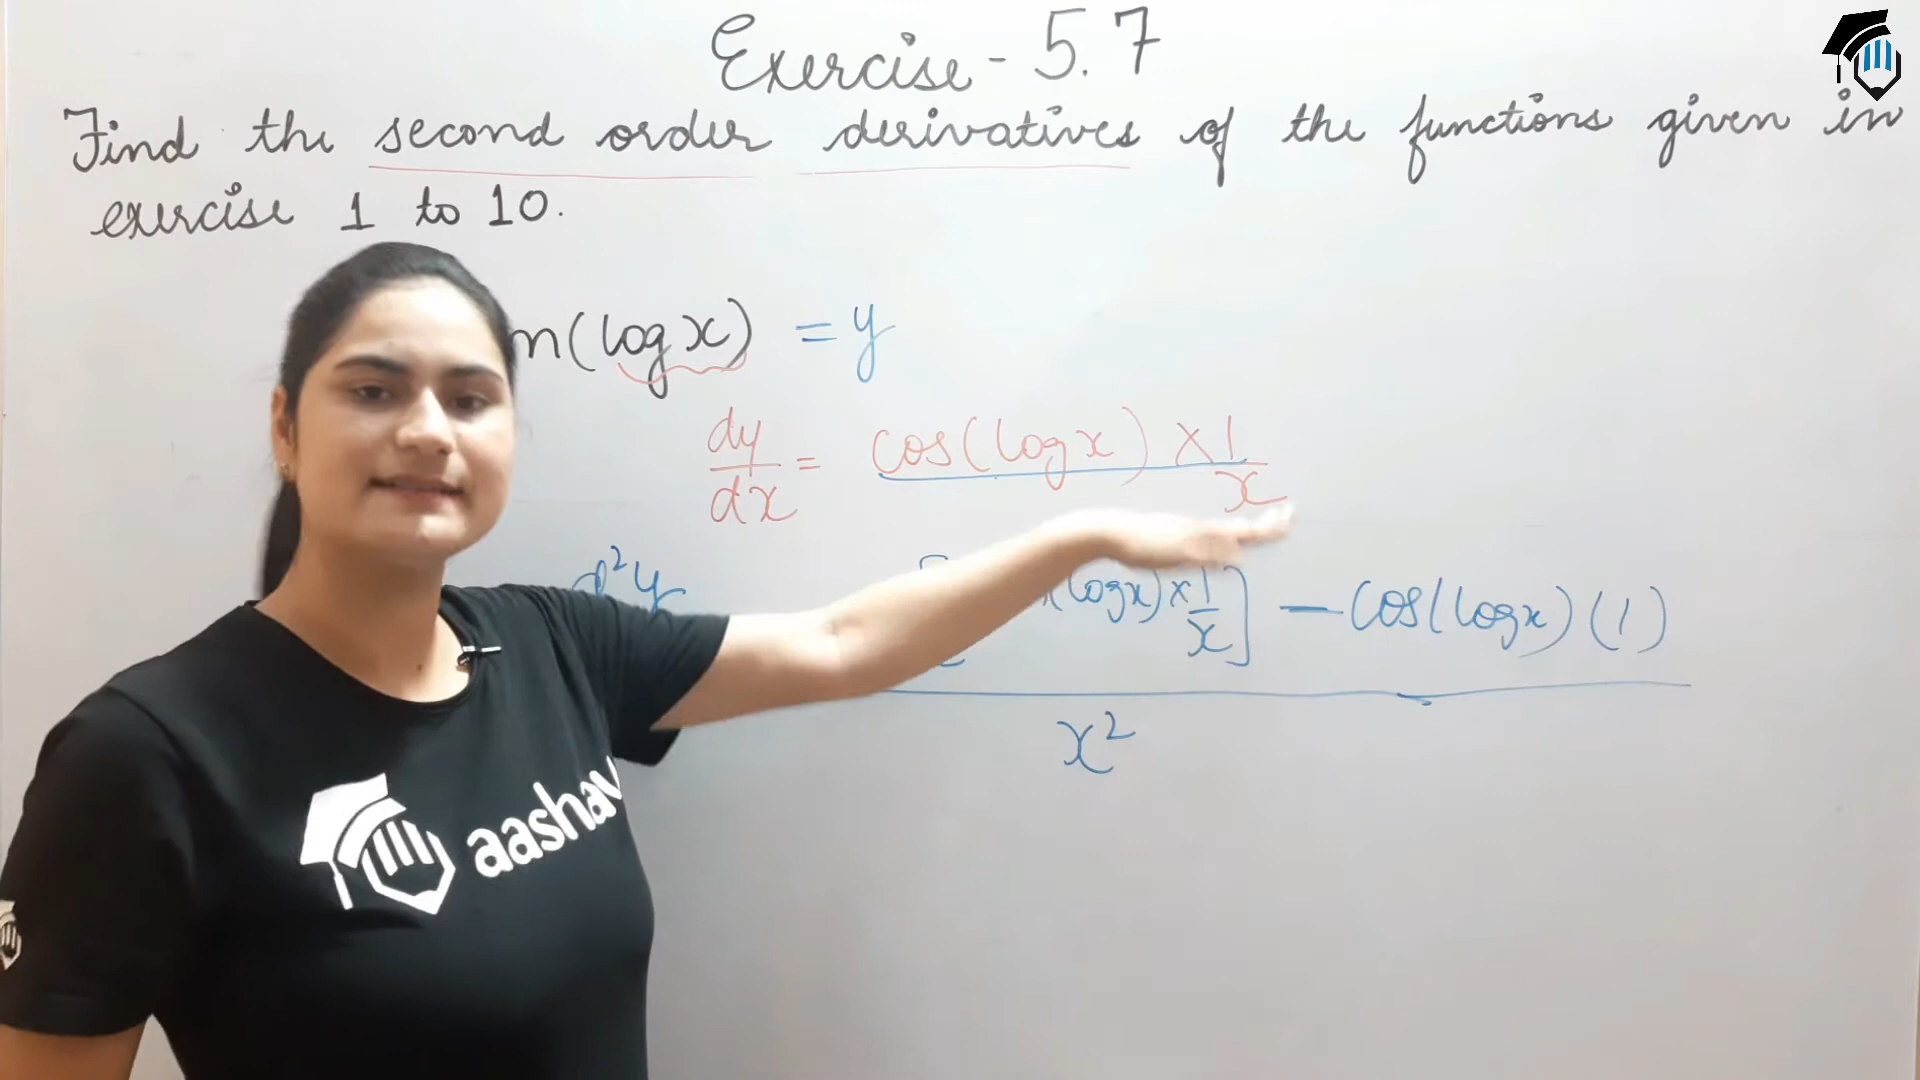 Exercise - 5.7
Find the second order derivatives of the functions given in
exercise 1 to 10.
n(log x) = y
dy/dx = cos(log x) × 1/x
d²y
(log x) × 1/x] - cos(log x) (1)
x²
aashav